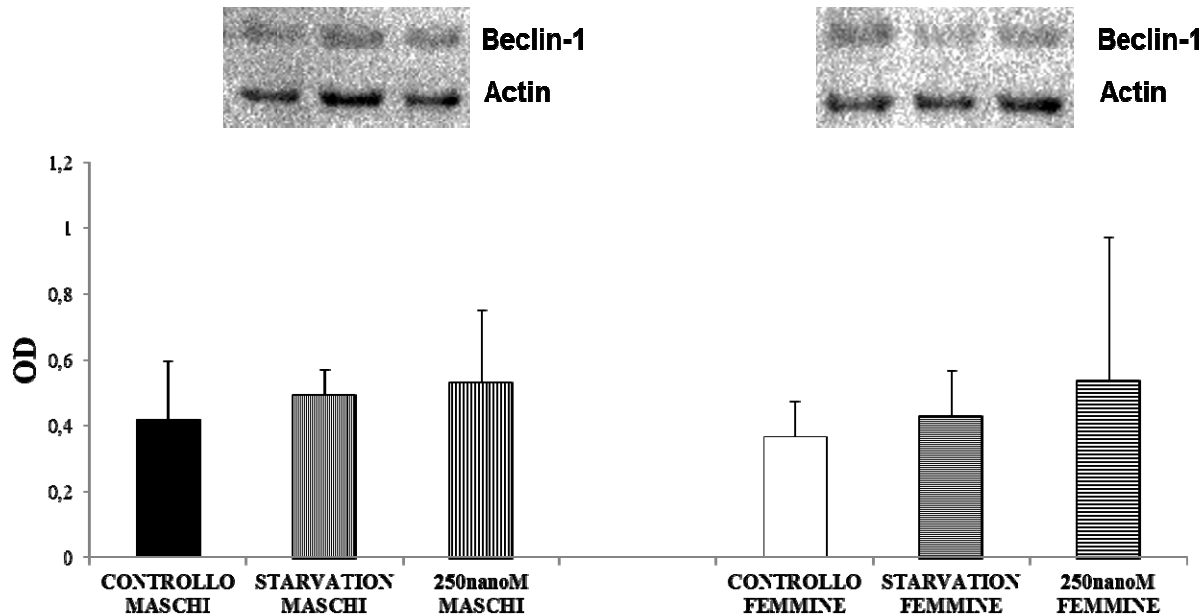 Beclin-1
Actin
Beclin-1
Actin
1,2
1
0,8
0,6
0,4
0,2
0
OD
CONTROLLO
MASCHI
STARVATION
MASCHI
250nanoM
MASCHI
CONTROLLO
FEMMINE
STARVATION
FEMMINE
250nanoM
FEMMINE